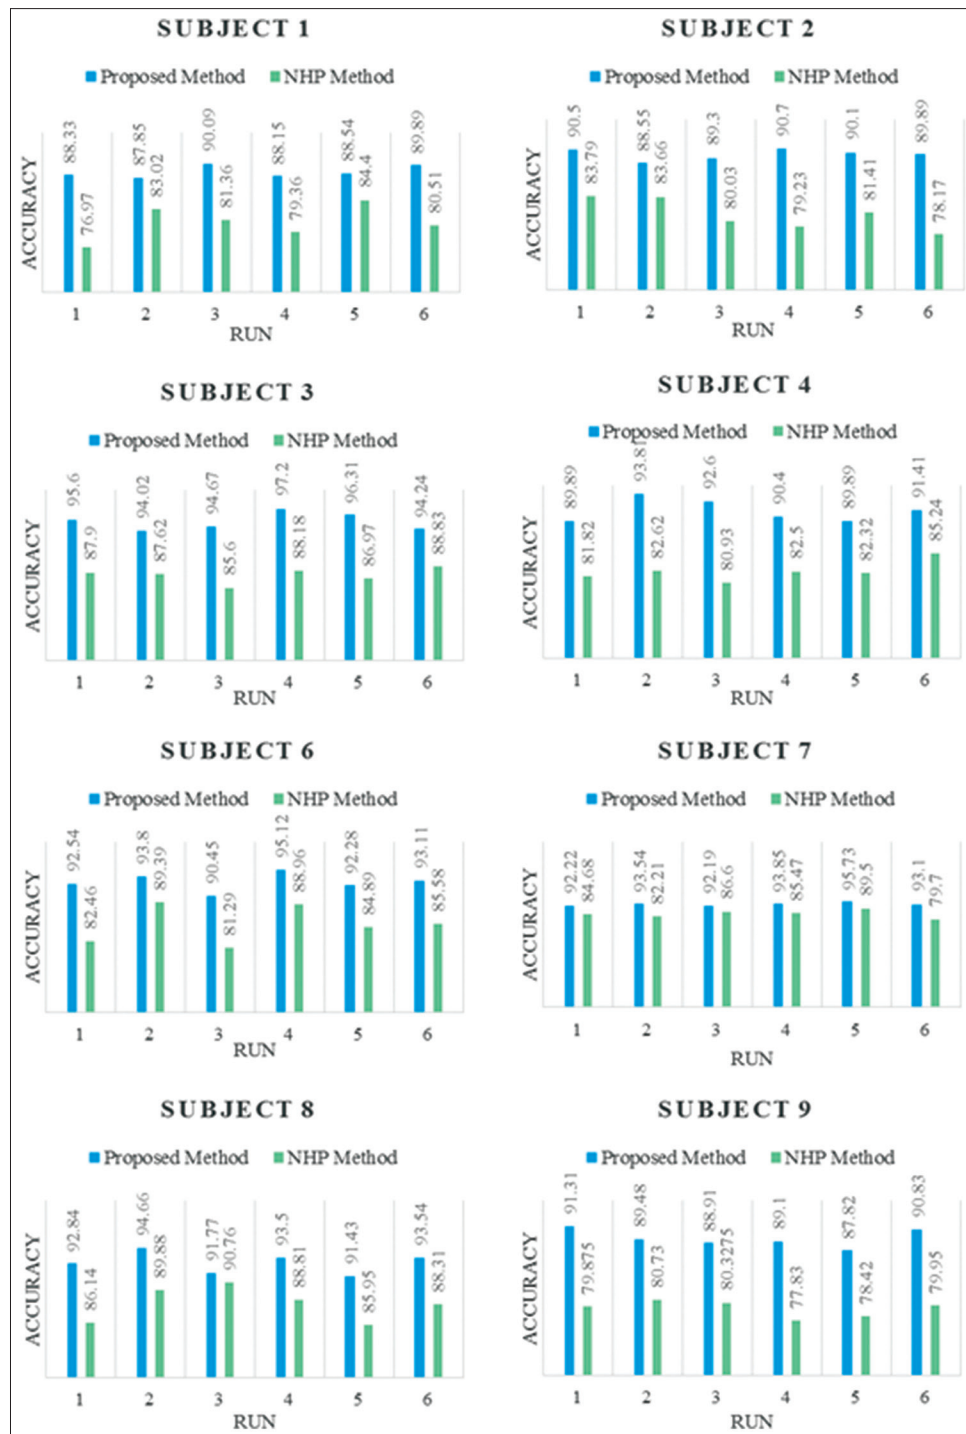 SUBJECT 1
Proposed Method NHP Method
ACCURACY
88.33 76.97 87.85 83.02 90.09 81.36 88.15 79.36 88.54 84.4 89.89 80.51
1 2 3 4 5 6
RUN
SUBJECT 2
Proposed Method NHP Method
ACCURACY
90.5 83.79 88.55 83.66 89.3 80.03 90.7 79.23 90.1 81.41 89.89 78.17
1 2 3 4 5 6
RUN
SUBJECT 3
Proposed Method NHP Method
ACCURACY
95.6 87.9 94.02 87.62 94.67 85.6 97.2 88.18 96.31 86.97 94.24 88.83
1 2 3 4 5 6
RUN
SUBJECT 4
Proposed Method NHP Method
ACCURACY
89.89 81.82 93.81 82.62 92.6 80.93 90.4 82.5 89.89 82.32 91.41 85.24
1 2 3 4 5 6
RUN
SUBJECT 6
Proposed Method NHP Method
ACCURACY
92.54 82.46 93.8 89.39 90.45 81.29 95.12 88.96 92.28 84.89 93.11 85.58
1 2 3 4 5 6
RUN
SUBJECT 7
Proposed Method NHP Method
ACCURACY
92.22 84.68 93.54 82.21 92.19 86.6 93.85 85.47 95.73 89.5 93.1 79.7
1 2 3 4 5 6
RUN
SUBJECT 8
Proposed Method NHP Method
ACCURACY
92.84 86.14 94.66 89.88 91.77 90.76 93.5 88.81 91.43 85.95 93.54 88.31
1 2 3 4 5 6
RUN
SUBJECT 9
Proposed Method NHP Method
ACCURACY
91.31 79.875 89.48 80.73 88.91 80.3275 89.1 77.83 87.82 78.42 90.83 79.95
1 2 3 4 5 6
RUN